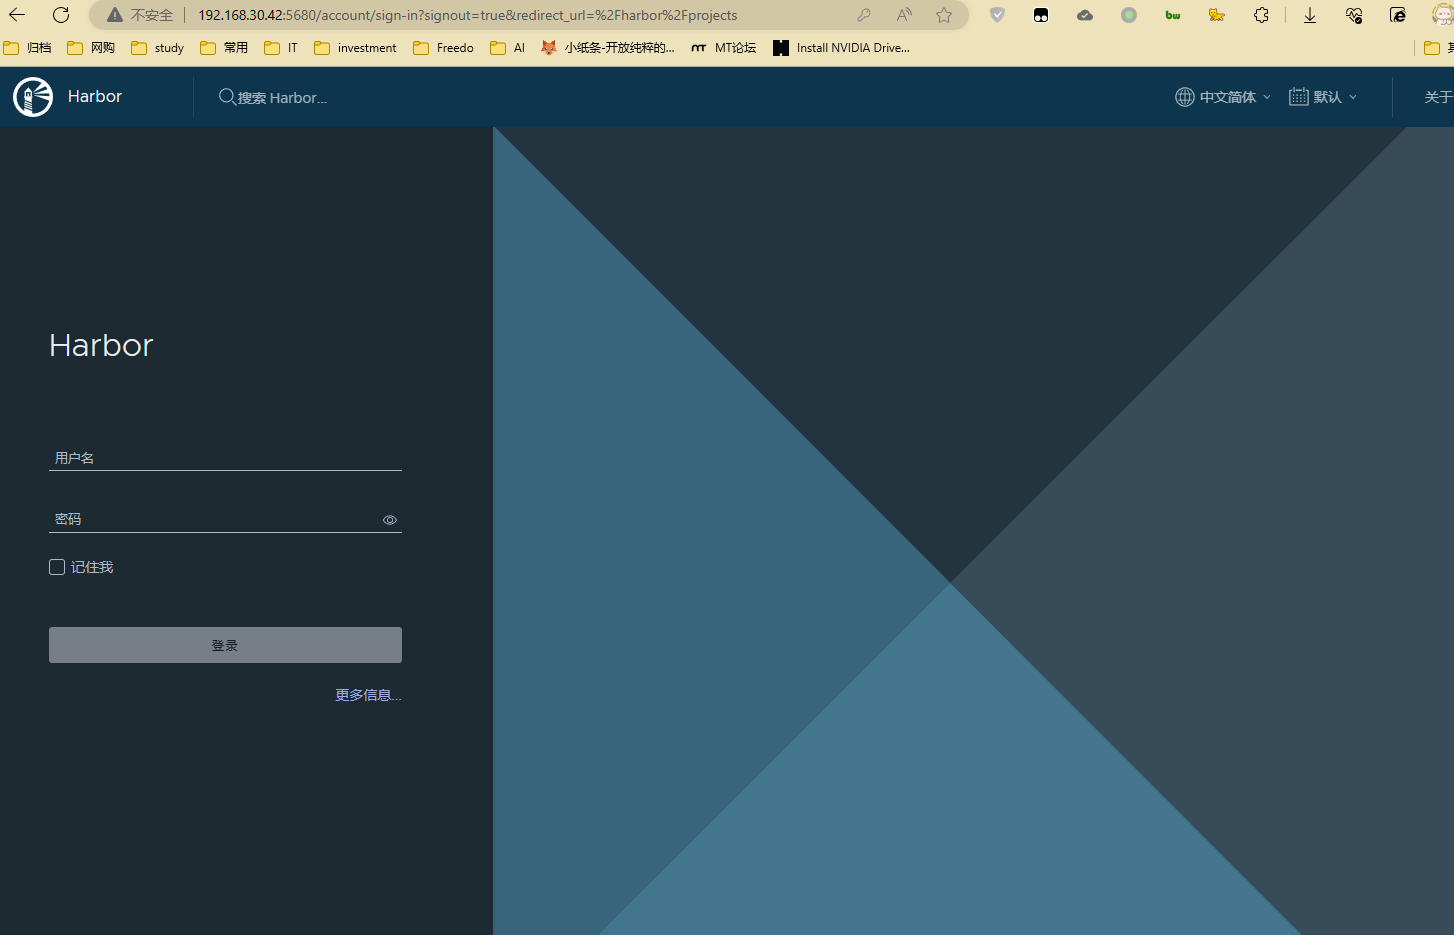 不安全 192.168.30.42:5680/account/sign-in?signout=true&redirect_url=%2Fharbor%2Fprojects
归档 网购 study 常用 IT investment Freedo AI 小纸条-开放纯粹的... MT论坛 Install NVIDIA Drive...
Harbor 搜索 Harbor... 中文简体 默认 关于
Harbor
用户名
密码
记住我
登录
更多信息...